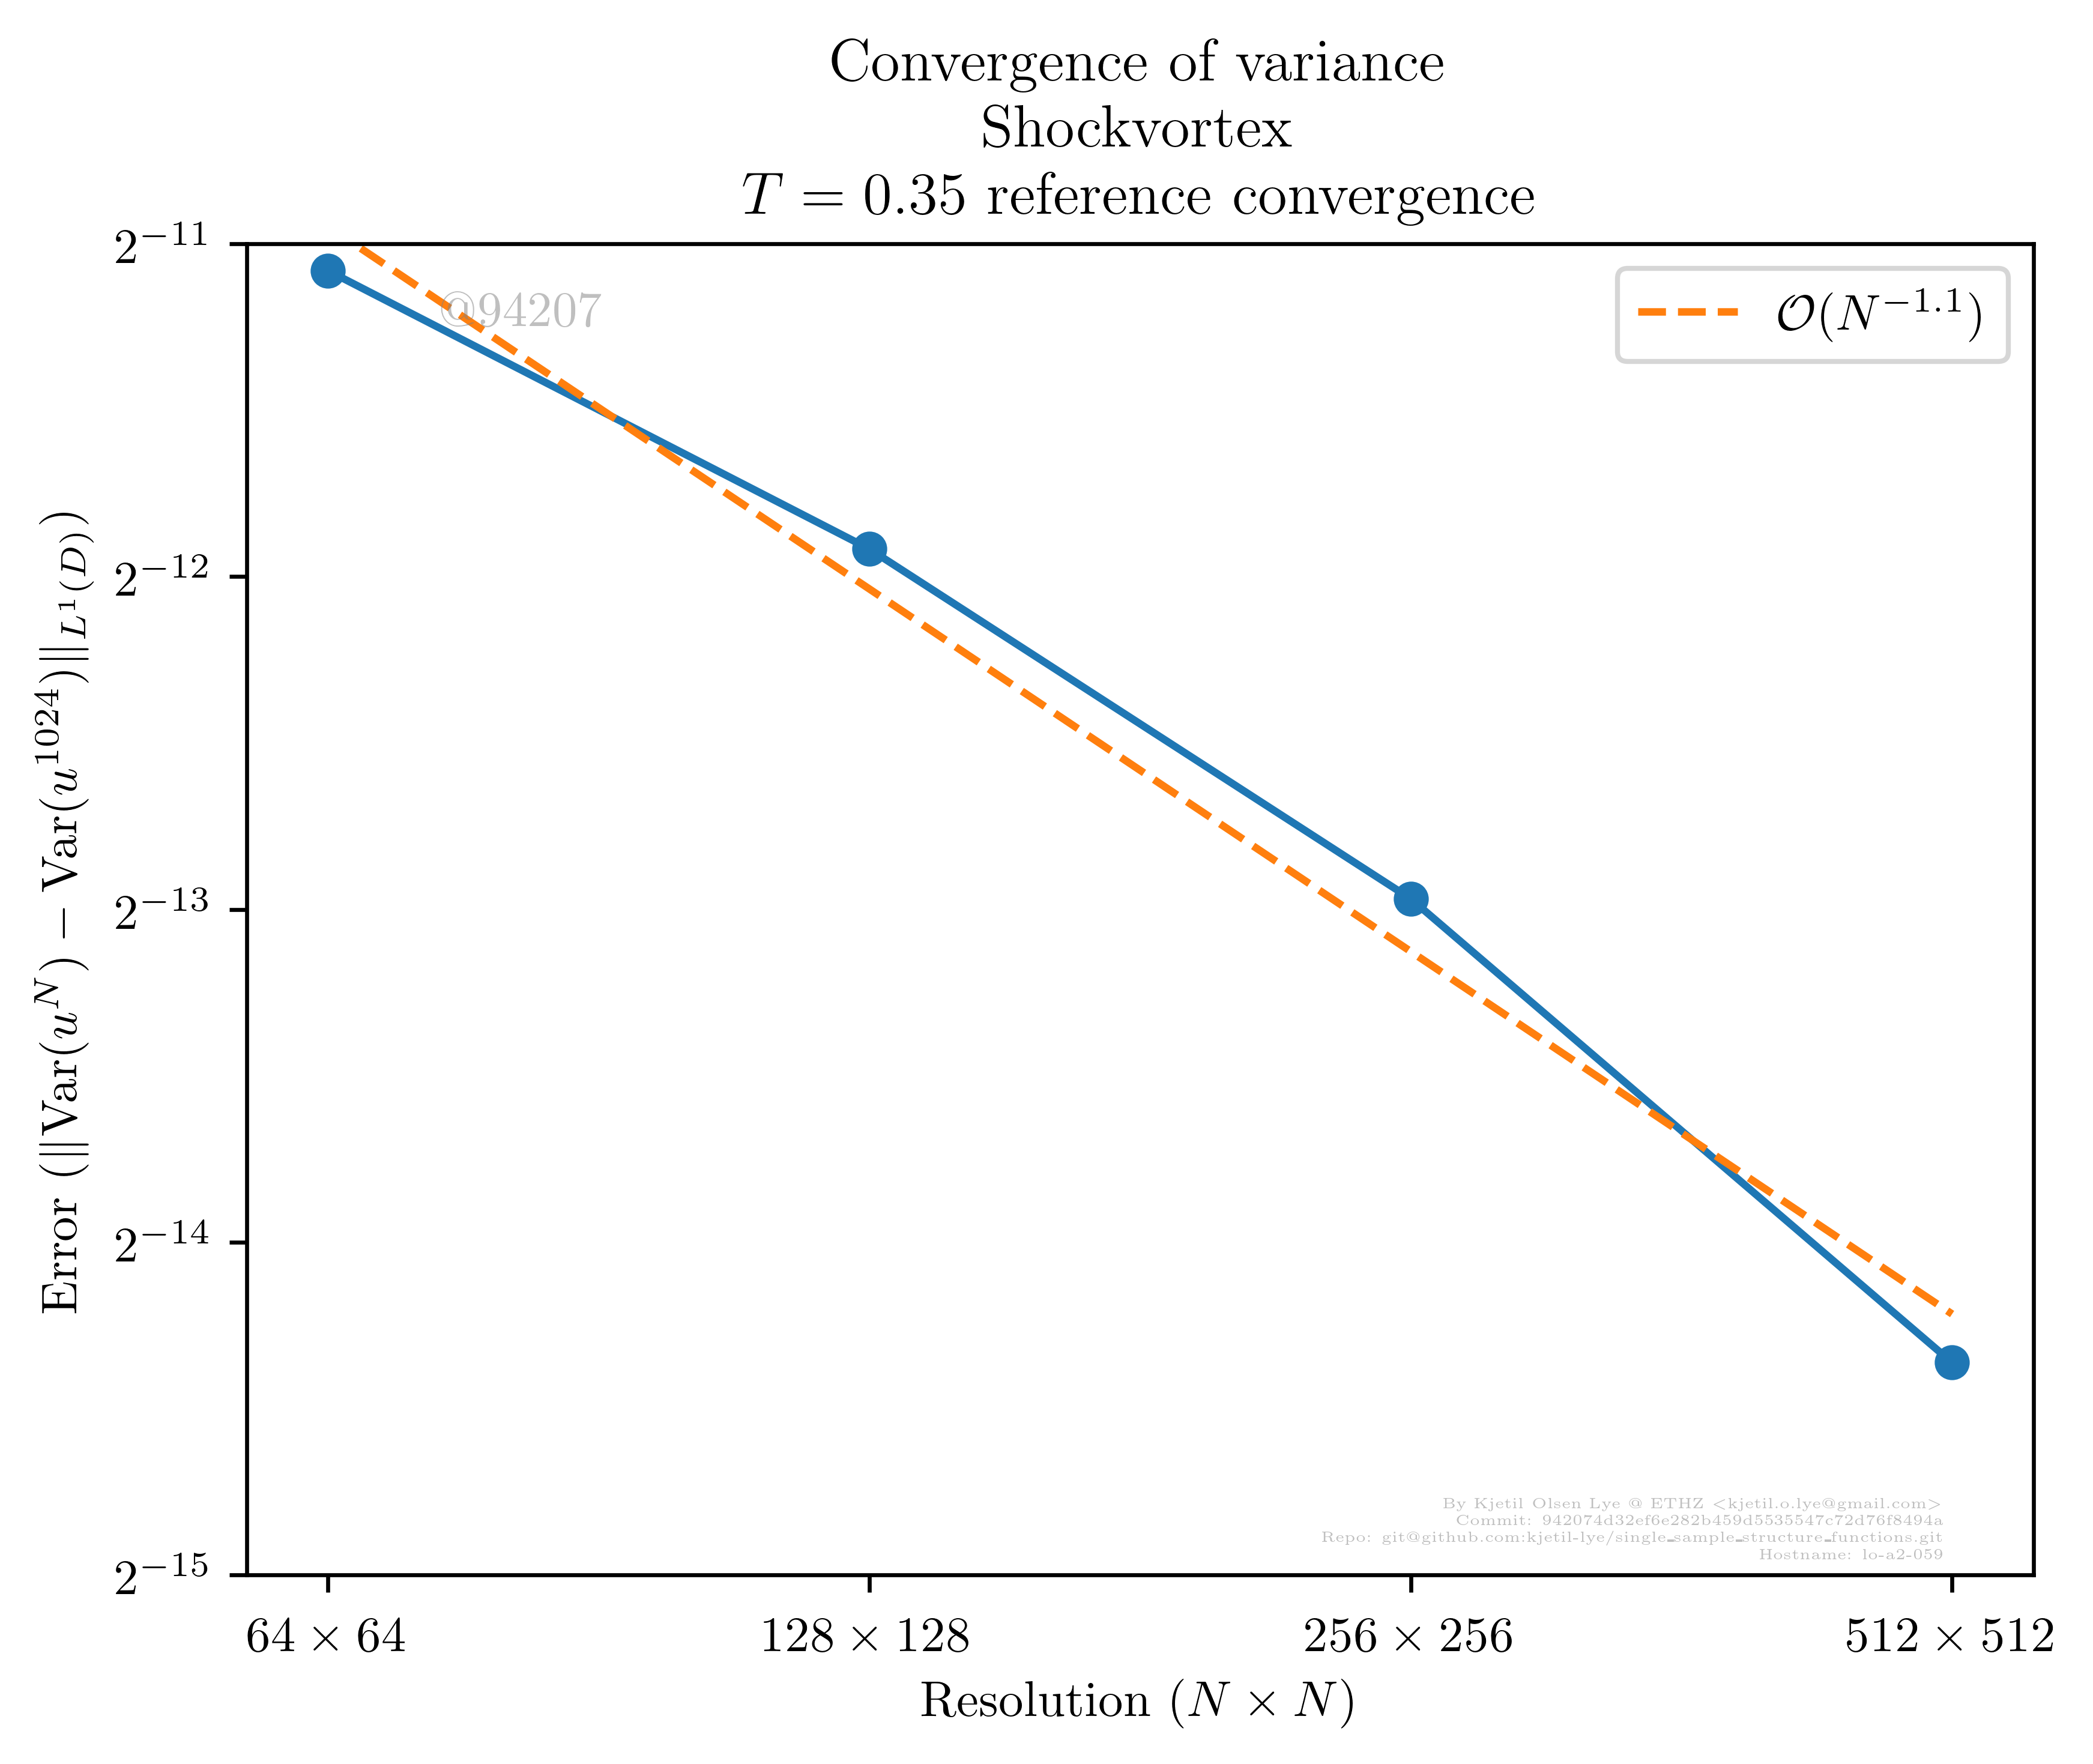 Convergence of variance
Shockvortex
T = 0.35 reference convergence
2⁻¹¹
@94207
𝒪(N⁻¹·¹)
2⁻¹²
2⁻¹³
2⁻¹⁴
2⁻¹⁵
Error (||Var(u^N) − Var(u^1024)||_{L¹(D)})
By Kjetil Olsen Lye @ ETHZ <kjetil.o.lye@gmail.com>
Commit: 942074d32ef6e282b459d5535547c72d76f8494a
Repo: git@github.com:kjetil-lye/single_sample_structure_functions.git
Hostname: lo-a2-059
64 × 64
128 × 128
256 × 256
512 × 512
Resolution (N × N)